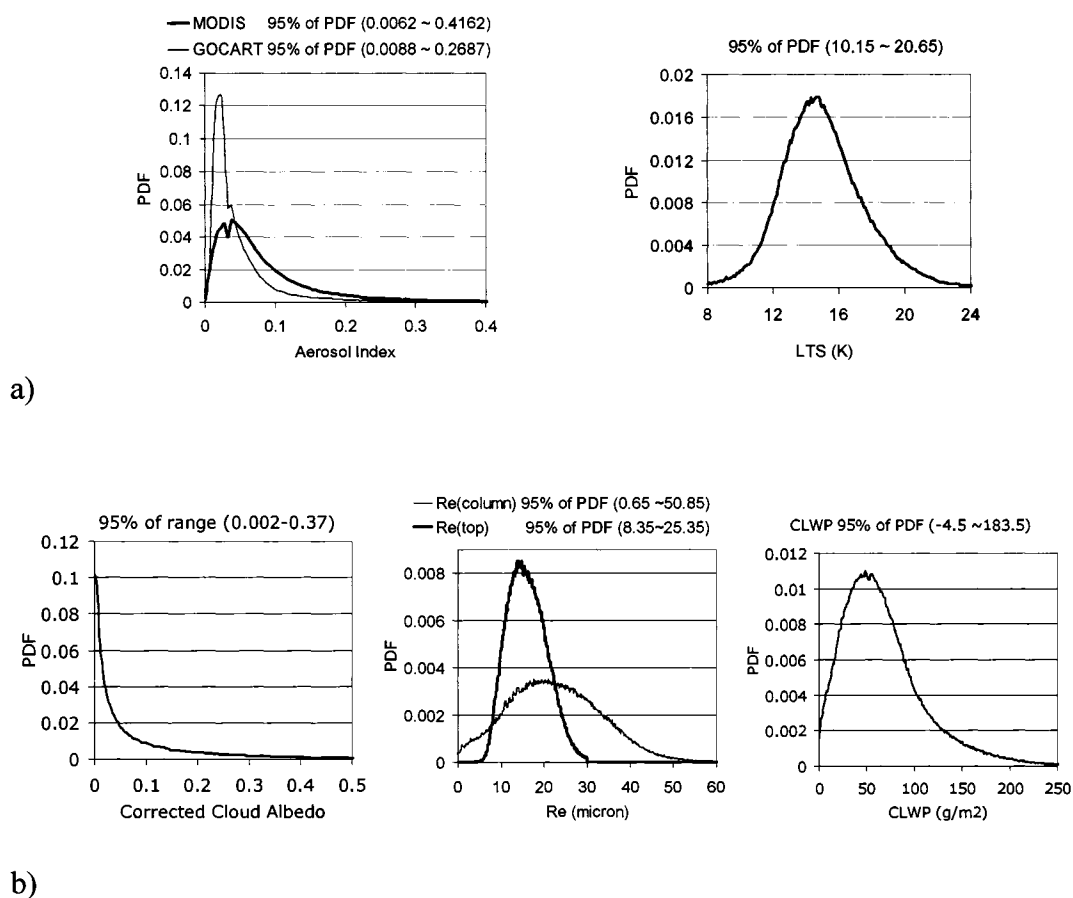 MODIS 95% of PDF (0.0062 ~ 0.4162)
GOCART 95% of PDF (0.0088 ~ 0.2687)
0.14
0.12
0.1
0.08
0.06
0.04
0.02
0
PDF
0 0.1 0.2 0.3 0.4
Aerosol Index
95% of PDF (10.15 ~ 20.65)
0.02
0.016
0.012
0.008
0.004
0
PDF
8 12 16 20 24
LTS (K)
a)
95% of range (0.002-0.37)
0.12
0.1
0.08
0.06
0.04
0.02
0
PDF
0 0.1 0.2 0.3 0.4 0.5
Corrected Cloud Albedo
Re(column) 95% of PDF (0.65 ~50.85)
Re(top) 95% of PDF (8.35~25.35)
0.008
0.006
0.004
0.002
0
PDF
0 10 20 30 40 50 60
Re (micron)
CLWP 95% of PDF (-4.5 ~183.5)
0.012
0.01
0.008
0.006
0.004
0.002
0
PDF
0 50 100 150 200 250
CLWP (g/m2)
b)